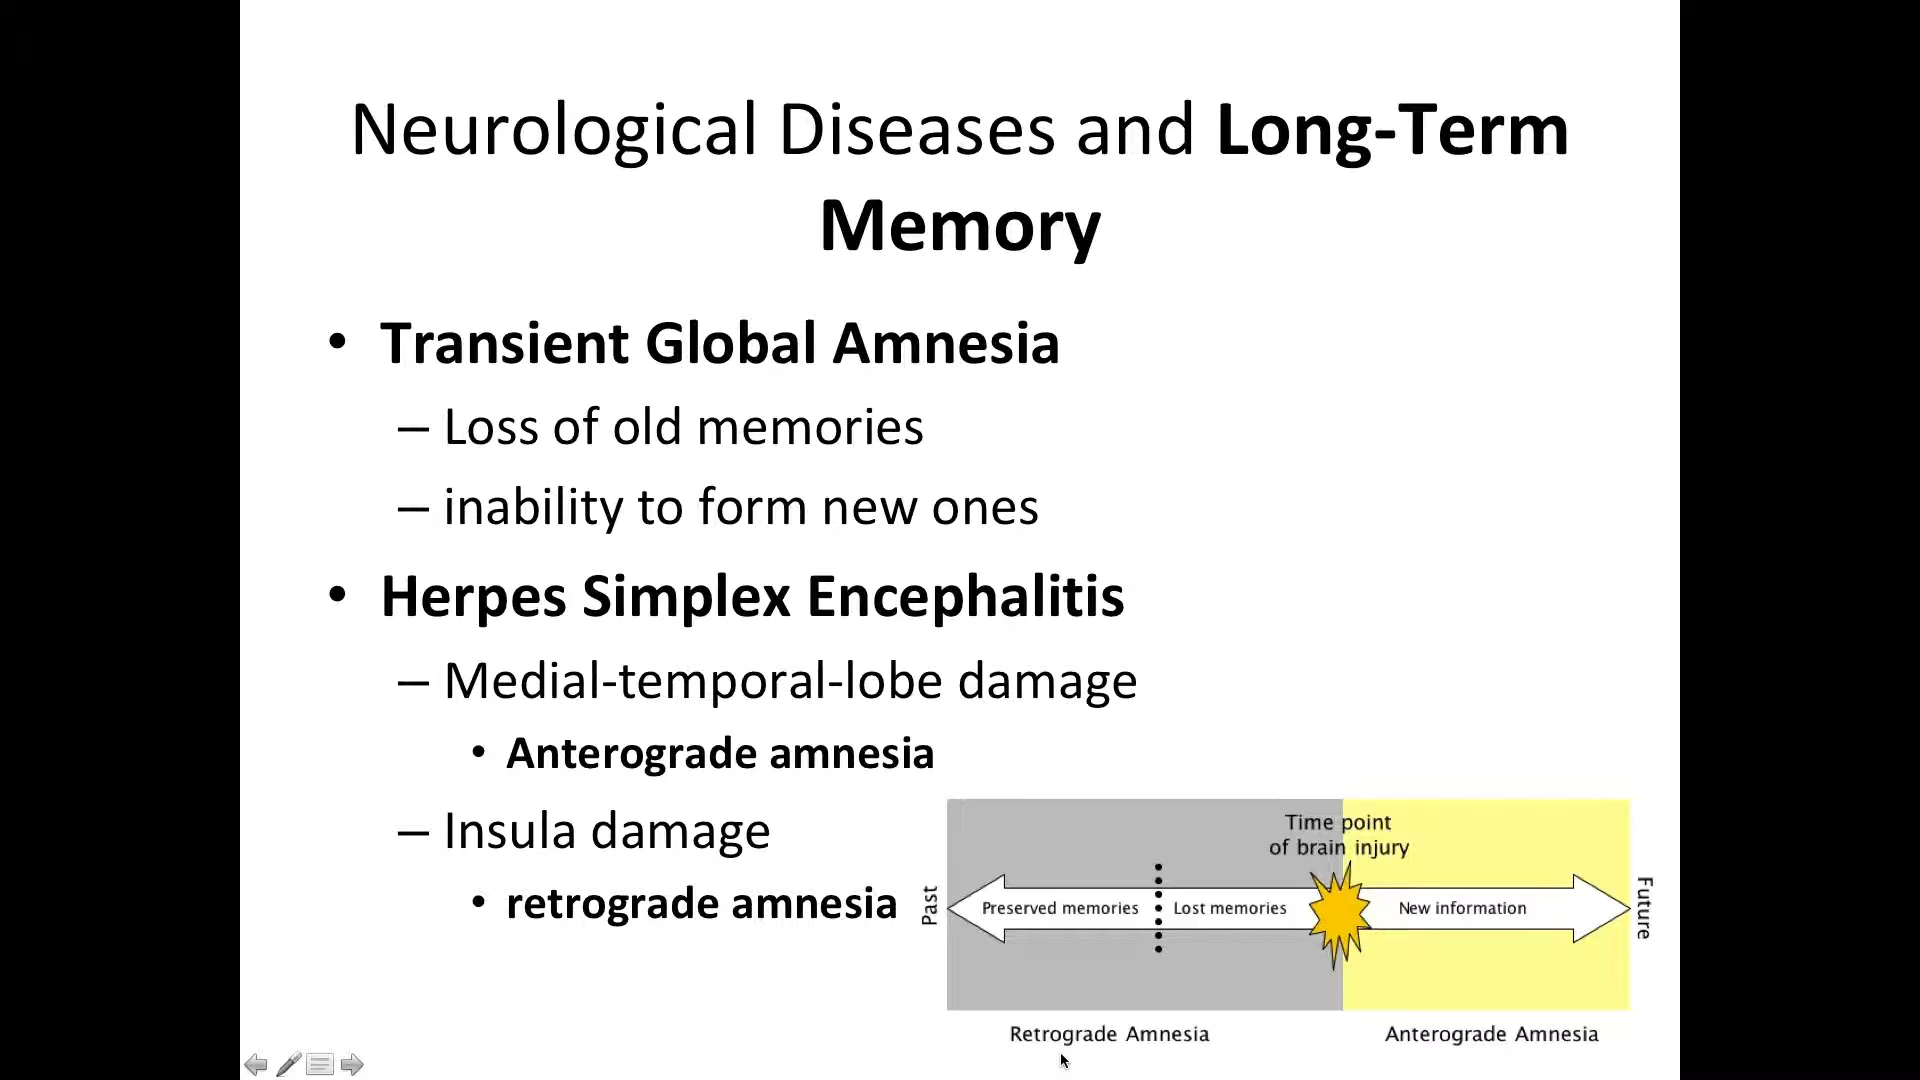 Neurological Diseases and Long-Term
Memory
• Transient Global Amnesia
– Loss of old memories
– inability to form new ones
• Herpes Simplex Encephalitis
– Medial-temporal-lobe damage
• Anterograde amnesia
– Insula damage
• retrograde amnesia
Time point
of brain injury
Past
Preserved memories
Lost memories
New information
Future
Retrograde Amnesia
Anterograde Amnesia